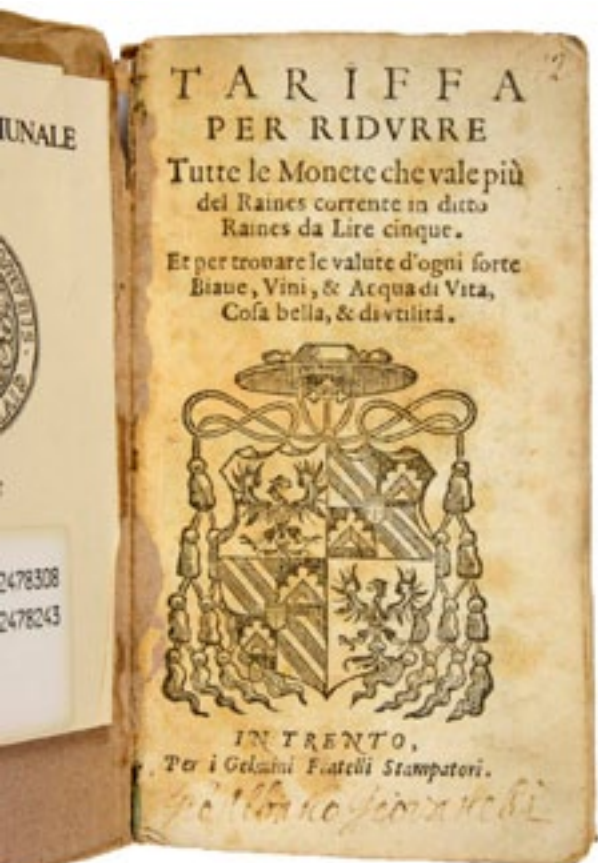 UNALE
2478308
2478243
TARIFFA
PER RIDVRRE
Tutte le Monete che vale più
del Raines corrente in ditto
Raines da Lire cinque.
Et per trouare le valute d'ogni sorte
Biaue, Vini, & Acqua di Vita,
Cosa bella, & di vtilitá.
IN TRENTO,
Per i Gelmini Fratelli Stampatori.